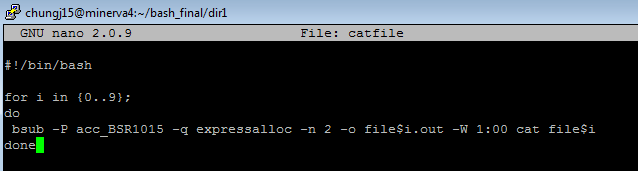 chungj15@minerva4:~/bash_final/dir1
GNU nano 2.0.9 File: catfile
#!/bin/bash
for i in {0..9};
do
bsub -P acc_BSR1015 -q expressalloc -n 2 -o file$i.out -W 1:00 cat file$i
done